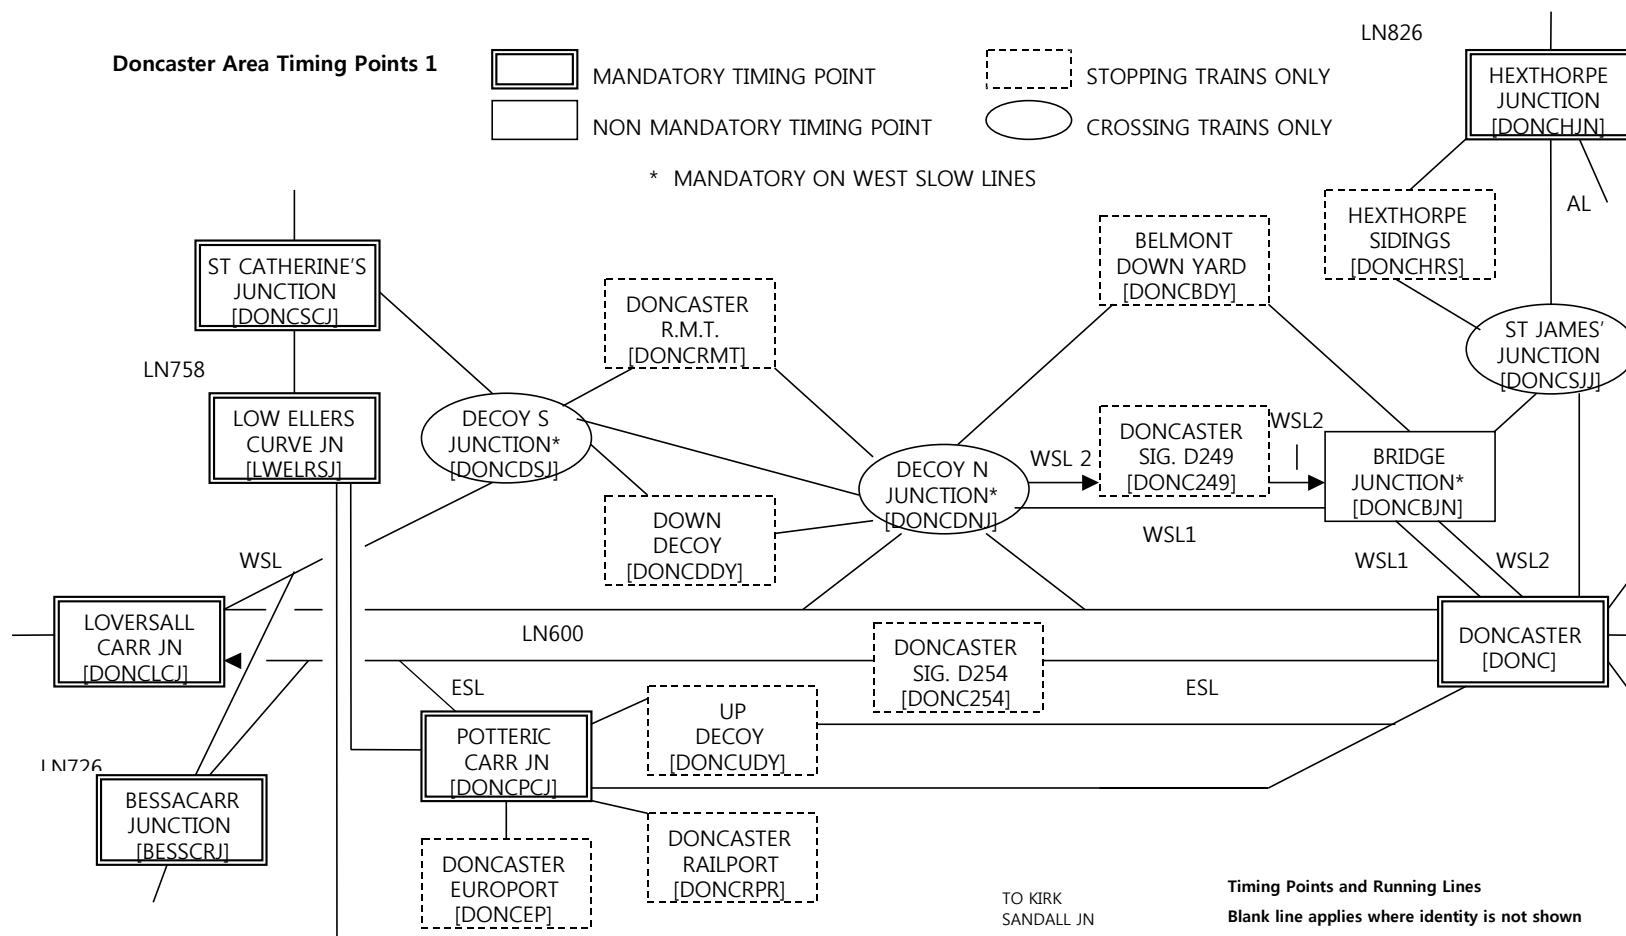 LN826
Doncaster Area Timing Points 1
MANDATORY TIMING POINT
STOPPING TRAINS ONLY
NON MANDATORY TIMING POINT
CROSSING TRAINS ONLY
* MANDATORY ON WEST SLOW LINES
HEXTHORPE
JUNCTION
[DONCHJN]
AL
HEXTHORPE
SIDINGS
[DONCHRS]
BELMONT
DOWN YARD
[DONCBDY]
ST CATHERINE'S
JUNCTION
[DONCSCJ]
DONCASTER
R.M.T.
[DONCRMT]
ST JAMES'
JUNCTION
[DONCSJJ]
LN758
LOW ELLERS
CURVE JN
[LWELRSJ]
DECOY S
JUNCTION*
[DONCDSJ]
DECOY N
JUNCTION*
[DONCDNJ]
WSL 2
DONCASTER
SIG. D249
[DONC249]
WSL2
BRIDGE
JUNCTION*
[DONCBJN]
DOWN
DECOY
[DONCDDY]
WSL1
WSL
WSL1
WSL2
LOVERSALL
CARR JN
[DONCLCJ]
LN600
DONCASTER
SIG. D254
[DONC254]
DONCASTER
[DONC]
ESL
ESL
UP
DECOY
[DONCUDY]
POTTERIC
CARR JN
[DONCPCJ]
LN726
BESSACARR
JUNCTION
[BESSCRJ]
DONCASTER
EUROPORT
[DONCEP]
DONCASTER
RAILPORT
[DONCRPR]
TO KIRK
SANDALL JN
Timing Points and Running Lines
Blank line applies where identity is not shown